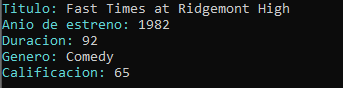 Titulo: Fast Times at Ridgemont High
Anio de estreno: 1982
Duracion: 92
Genero: Comedy
Calificacion: 65